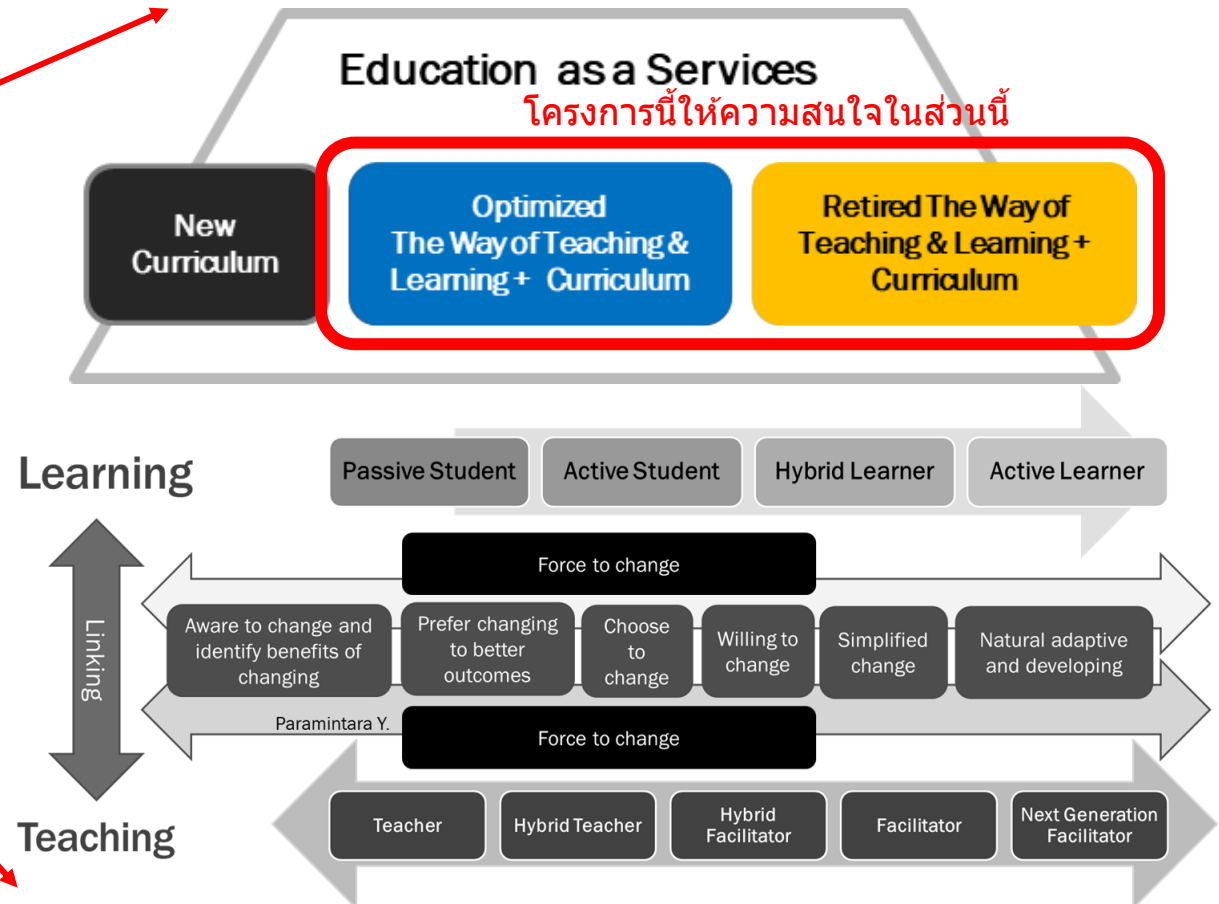 Education as a Services
โครงการนี้ให้ความสนใจในส่วนนี้
New
Curriculum
Optimized
The Way of Teaching &
Learning + Curriculum
Retired The Way of
Teaching & Learning +
Curriculum
Learning
Passive Student
Active Student
Hybrid Learner
Active Learner
Force to change
Linking
Aware to change and
identify benefits of
changing
Prefer changing
to better
outcomes
Choose
to
change
Willing to
change
Simplified
change
Natural adaptive
and developing
Paramintara Y.
Force to change
Teaching
Teacher
Hybrid Teacher
Hybrid
Facilitator
Facilitator
Next Generation
Facilitator